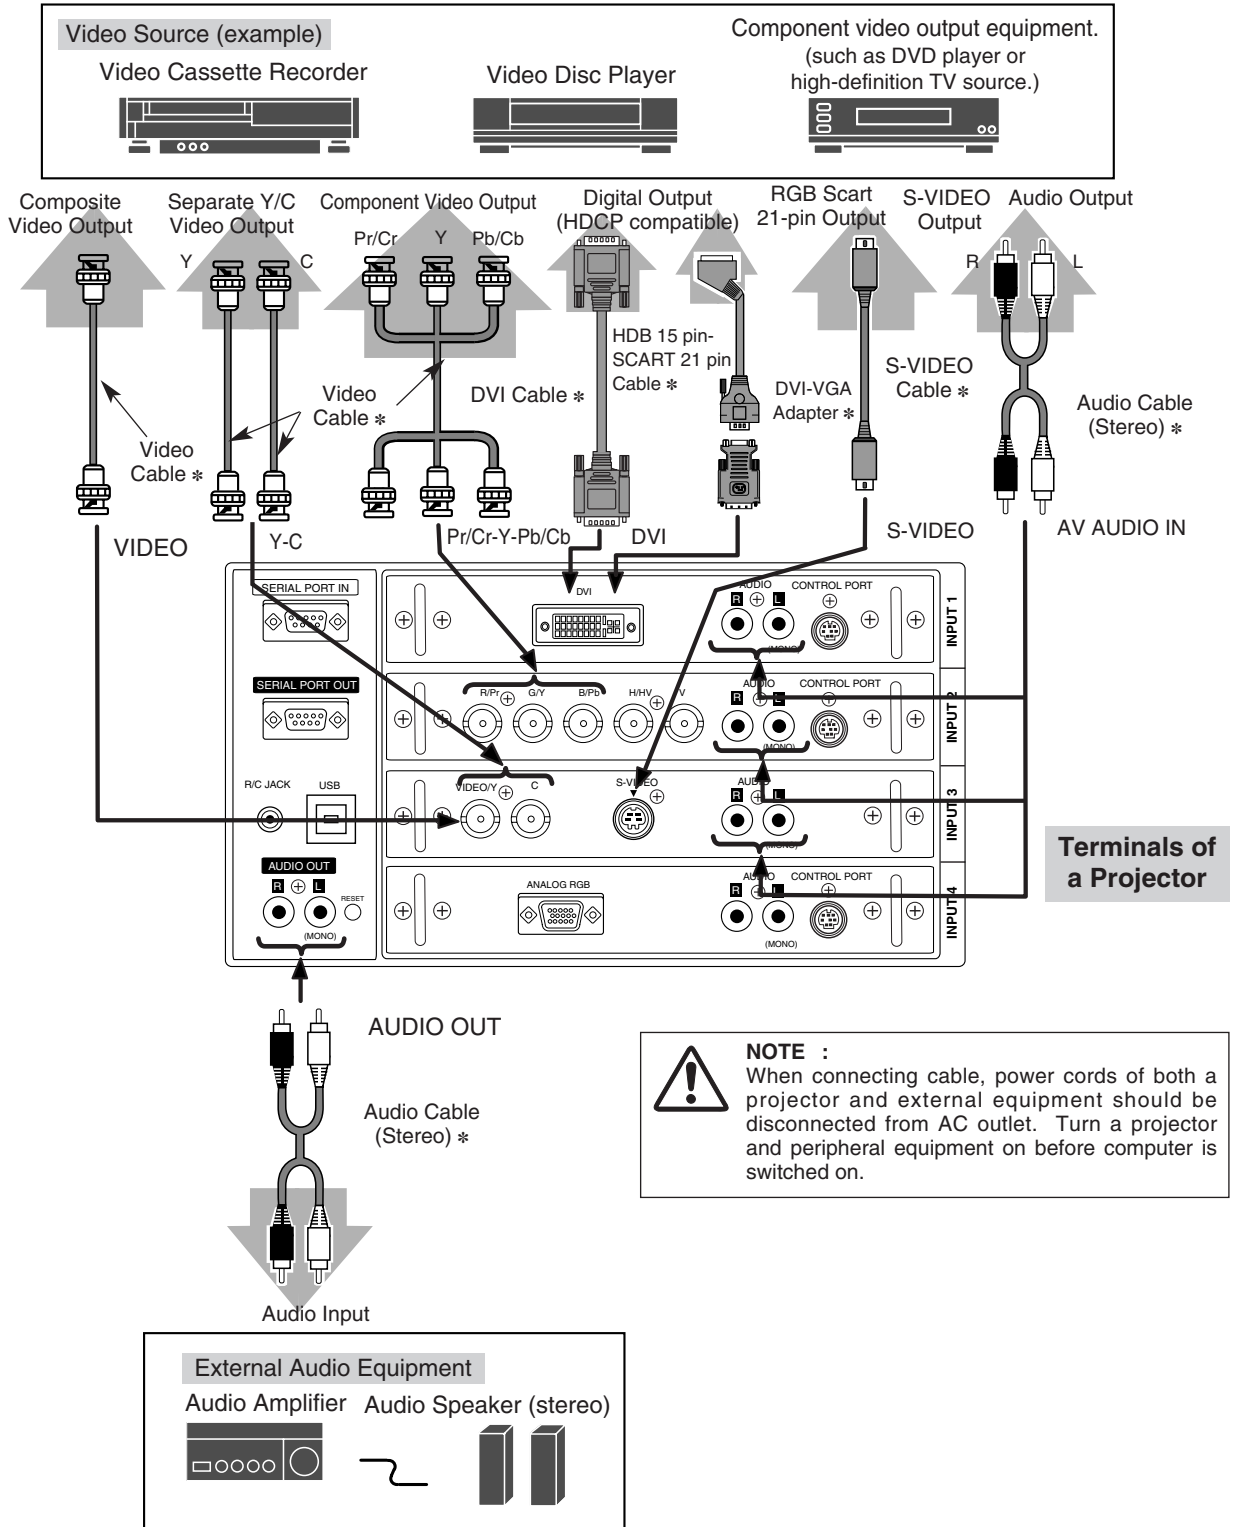 Video Source (example)
Video Cassette Recorder
Video Disc Player
Component video output equipment.
(such as DVD player or
high-definition TV source.)
Composite
Video Output
Separate Y/C
Video Output
Y
C
Component Video Output
Pr/Cr
Y
Pb/Cb
Digital Output
(HDCP compatible)
RGB Scart
21-pin Output
S-VIDEO
Output
Audio Output
R
L
Video
Cable *
Video
Cable *
DVI Cable *
HDB 15 pin-
SCART 21 pin
Cable *
DVI-VGA
Adapter *
S-VIDEO
Cable *
Audio Cable
(Stereo) *
VIDEO
Y-C
Pr/Cr-Y-Pb/Cb
DVI
S-VIDEO
AV AUDIO IN
SERIAL PORT IN
DVI
AUDIO
R
L
(MONO)
CONTROL PORT
INPUT 1
SERIAL PORT OUT
R/Pr
G/Y
B/Pb
H/HV
V
AUDIO
R
L
(MONO)
CONTROL PORT
INPUT 2
R/C JACK
USB
VIDEO/Y
C
S-VIDEO
AUDIO
R
L
(MONO)
INPUT 3
AUDIO OUT
R
L
RESET
(MONO)
ANALOG RGB
AUDIO
R
L
(MONO)
CONTROL PORT
INPUT 4
Terminals of
a Projector
AUDIO OUT
Audio Cable
(Stereo) *
NOTE :
When connecting cable, power cords of both a
projector and external equipment should be
disconnected from AC outlet. Turn a projector
and peripheral equipment on before computer is
switched on.
Audio Input
External Audio Equipment
Audio Amplifier
Audio Speaker (stereo)